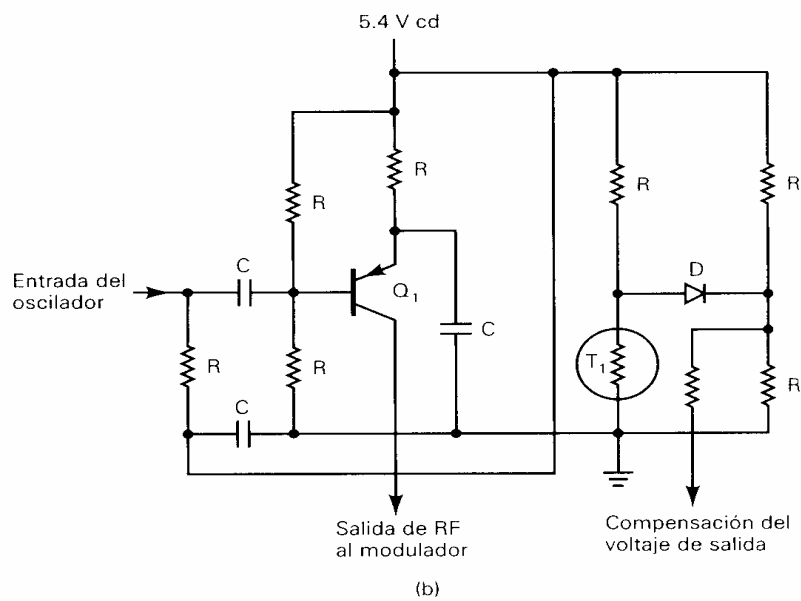 5.4 V cd
R
R
R
R
D
Entrada del
oscilador
C
Q1
C
R
R
T1
R
C
Salida de RF
al modulador
Compensación del
voltaje de salida
(b)